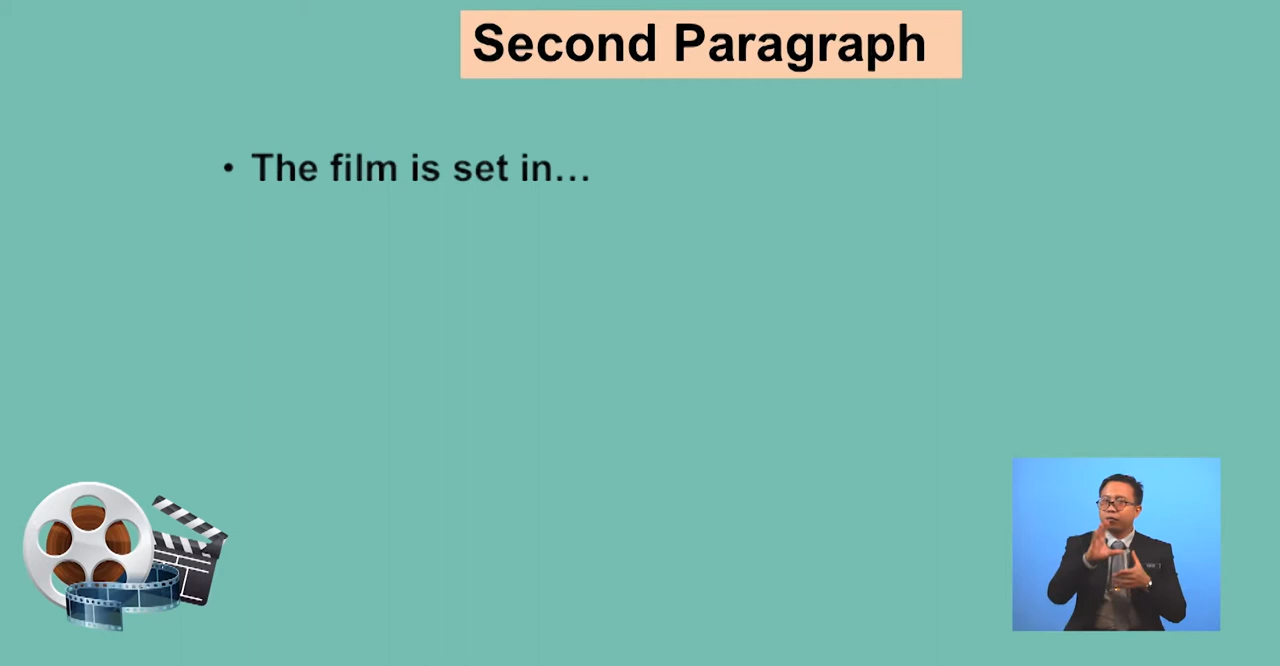 Second Paragraph
• The film is set in...